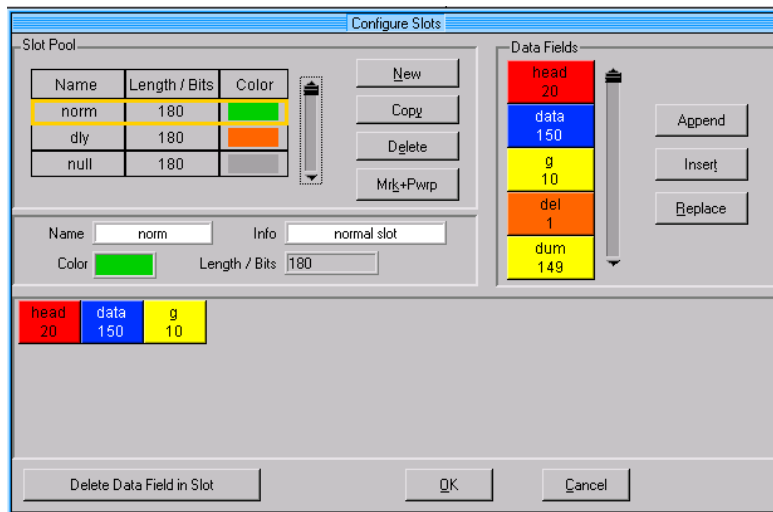 Configure Slots
Slot Pool
Name Length / Bits Color
norm 180
dly 180
null 180
New
Copy
Delete
Mrk+Pwrp
Data Fields
head
20
data
150
g
10
del
1
dum
149
Append
Insert
Replace
Name norm Info normal slot
Color Length / Bits 180
head data g
20 150 10
Delete Data Field in Slot OK Cancel